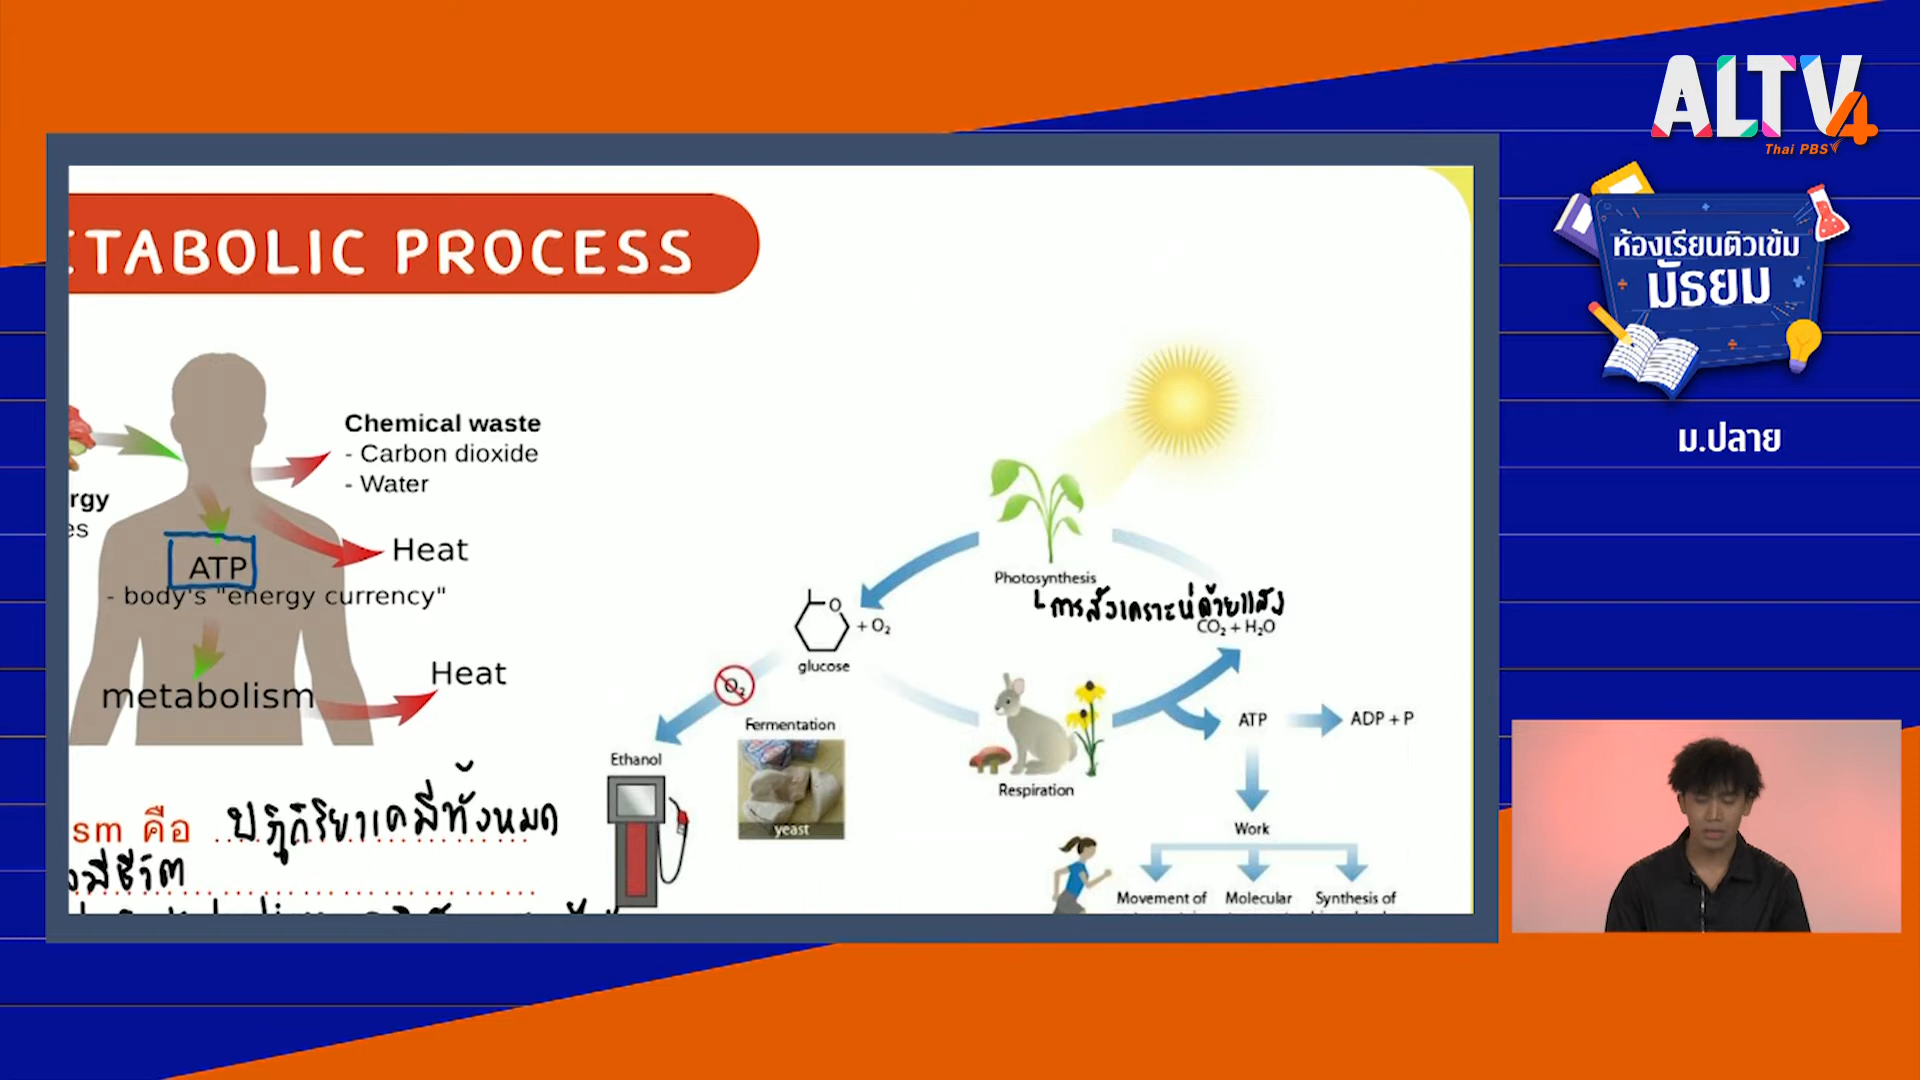 ALTV4
Thai PBS
ห้องเรียนติวเข้ม
มัธยม
ม.ปลาย
TABOLIC PROCESS
Chemical waste
- Carbon dioxide
- Water
rgy
es
Heat
ATP
- body's "energy currency"
metabolism
Heat
Photosynthesis
การสังเคราะห์ด้วยแสง
CO₂ + H₂O
O
+ O₂
glucose
O₂
Fermentation
yeast
Ethanol
Respiration
ATP
ADP + P
Work
Movement of
Molecular
Synthesis of
sm คือ ปฏิกิริยาเคมีทั้งหมด
มีชีวิต